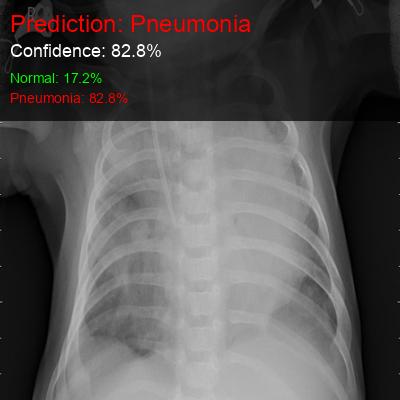 Prediction: Pneumonia
Confidence: 82.8%
Normal: 17.2%
Pneumonia: 82.8%